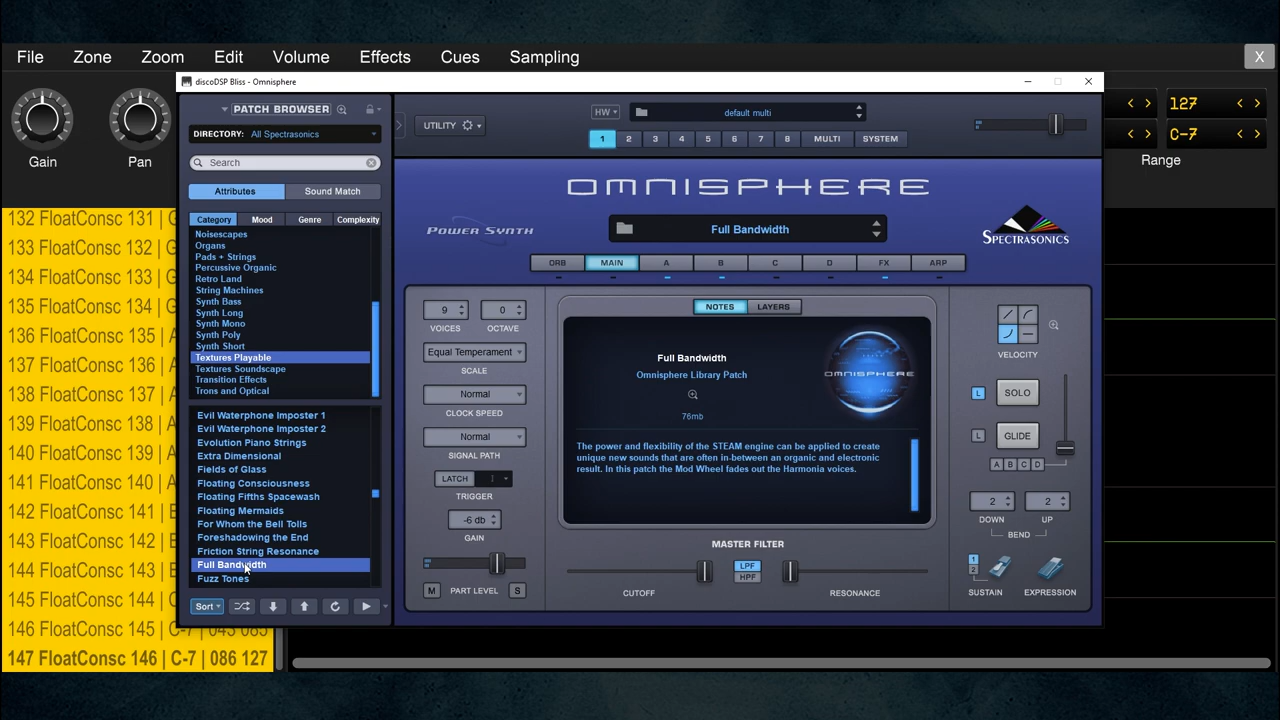 File Zone Zoom Edit Volume Effects Cues Sampling X
Gain Pan
127
C-7
Range
132 FloatConsc 131 | G
133 FloatConsc 132 | G
134 FloatConsc 133 | G
135 FloatConsc 134 | G
136 FloatConsc 135 | A
137 FloatConsc 136 | A
138 FloatConsc 137 | A
139 FloatConsc 138 | A
140 FloatConsc 139 | A
141 FloatConsc 140 | A
142 FloatConsc 141 | B
143 FloatConsc 142 | B
144 FloatConsc 143 | B
145 FloatConsc 144 | B
146 FloatConsc 145 | C-7 | 043 085
147 FloatConsc 146 | C-7 | 086 127
discoDSP Bliss - Omnisphere
PATCH BROWSER
DIRECTORY: All Spectrasonics
Search
Attributes Sound Match
Category Mood Genre Complexity
Noisescapes
Organs
Pads + Strings
Percussive Organic
Retro Land
String Machines
Synth Bass
Synth Long
Synth Mono
Synth Poly
Synth Short
Textures Playable
Textures Soundscape
Transition Effects
Trons and Optical
Evil Waterphone Imposter 1
Evil Waterphone Imposter 2
Evolution Piano Strings
Extra Dimensional
Fields of Glass
Floating Consciousness
Floating Fifths Spacewash
Floating Mermaids
For Whom the Bell Tolls
Foreshadowing the End
Friction String Resonance
Full Bandwidth
Fuzz Tones
Sort
UTILITY
HW
default multi
1 2 3 4 5 6 7 8 MULTI SYSTEM
OMNISPHERE
POWER SYNTH
Full Bandwidth
SPECTRASONICS
ORB MAIN A B C D FX ARP
9 0
VOICES OCTAVE
Equal Temperament
SCALE
Normal
CLOCK SPEED
Normal
SIGNAL PATH
LATCH
TRIGGER
-6 db
GAIN
M PART LEVEL S
NOTES LAYERS
Full Bandwidth
Omnisphere Library Patch
OMNISPHERE
76mb
The power and flexibility of the STEAM engine can be applied to create
unique new sounds that are often in-between an organic and electronic
result. In this patch the Mod Wheel fades out the Harmonia voices.
MASTER FILTER
LPF
HPF
CUTOFF RESONANCE
VELOCITY
L SOLO
L GLIDE
A B C D
2 2
DOWN UP
BEND
1
2
SUSTAIN EXPRESSION